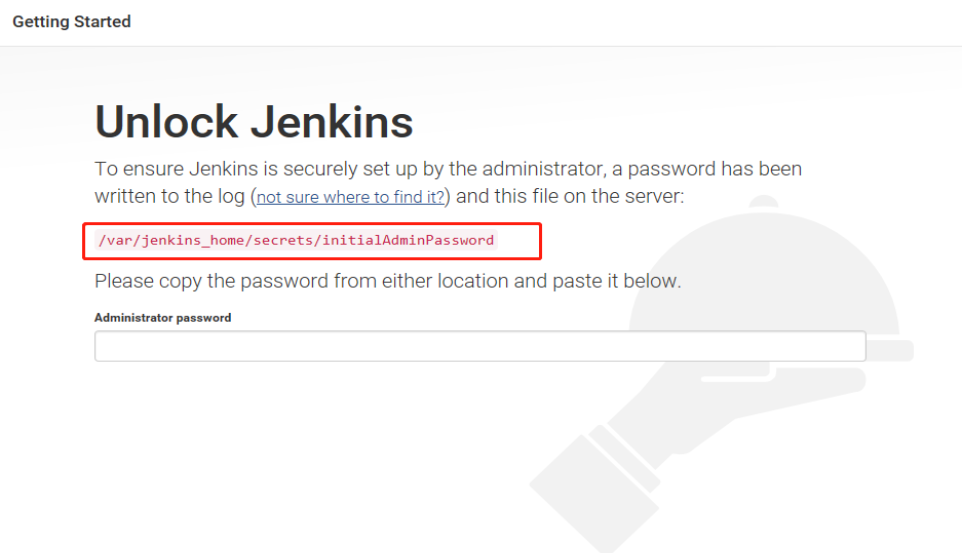 Getting Started
Unlock Jenkins
To ensure Jenkins is securely set up by the administrator, a password has been
written to the log (not sure where to find it?) and this file on the server:
/var/jenkins_home/secrets/initialAdminPassword
Please copy the password from either location and paste it below.
Administrator password